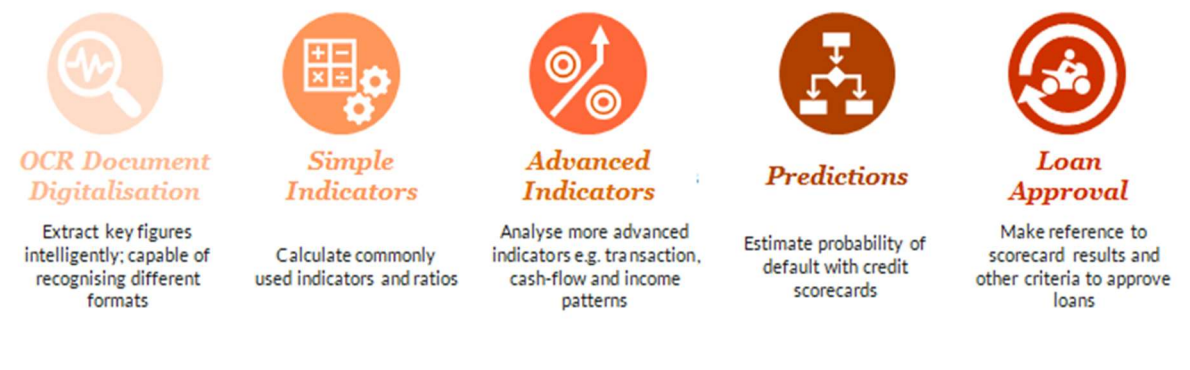 OCR Document
Digitalisation
Extract key figures
intelligently; capable of
recognising different
formats
Simple
Indicators
Calculate commonly
used indicators and ratios
Advanced
Indicators
Analyse more advanced
indicators e.g. transaction,
cash-flow and income
patterns
Predictions
Estimate probability of
default with credit
scorecards
Loan
Approval
Make reference to
scorecard results and
other criteria to approve
loans